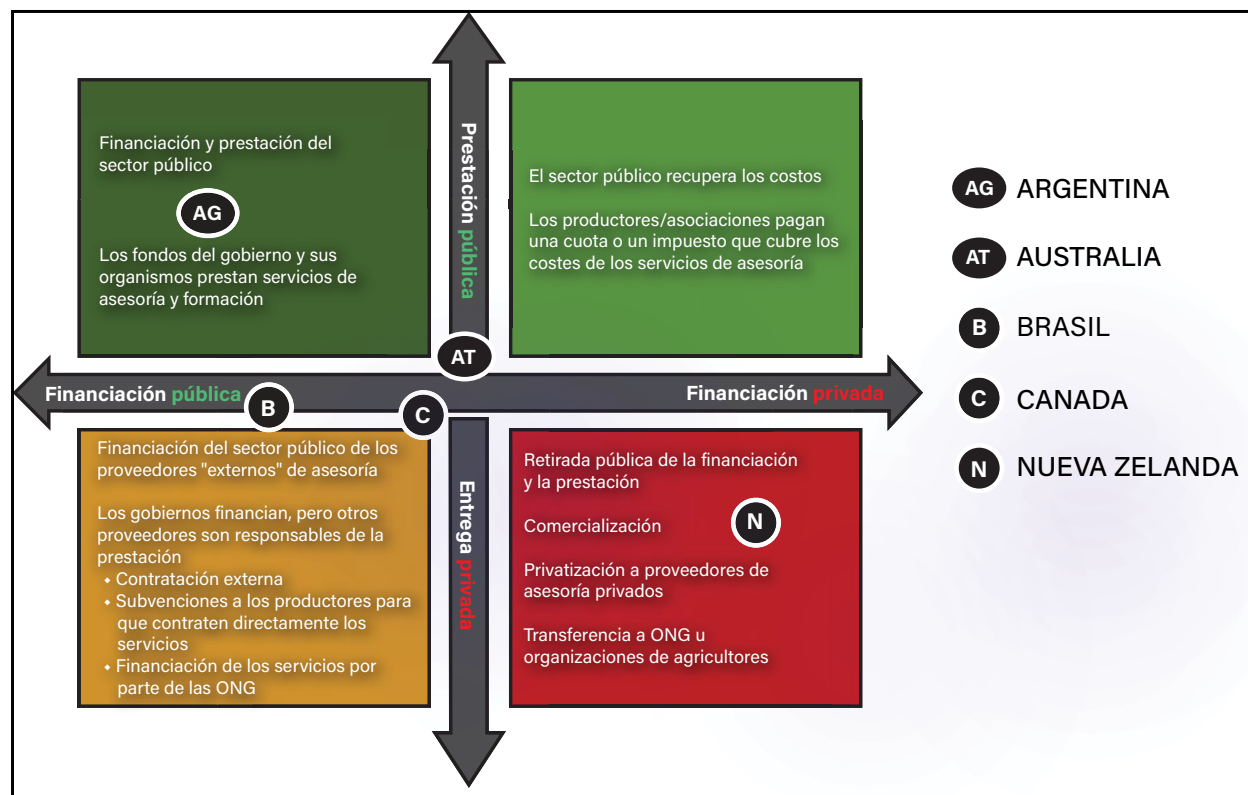 Prestación pública
Financiación y prestación del
sector público
AG
Los fondos del gobierno y sus
organismos prestan servicios de
asesoría y formación
El sector público recupera los costos
Los productores/asociaciones pagan
una cuota o un impuesto que cubre los
costes de los servicios de asesoría
AT
Financiación pública
B
C
Financiación privada
Financiación del sector público de los
proveedores "externos" de asesoría
Los gobiernos financian, pero otros
proveedores son responsables de la
prestación
• Contratación externa
• Subvenciones a los productores para
que contraten directamente los
servicios
• Financiación de los servicios por
parte de las ONG
Entrega privada
Retirada pública de la financiación
y la prestación
N
Comercialización
Privatización a proveedores de
asesoría privados
Transferencia a ONG u
organizaciones de agricultores
AG ARGENTINA
AT AUSTRALIA
B BRASIL
C CANADA
N NUEVA ZELANDA